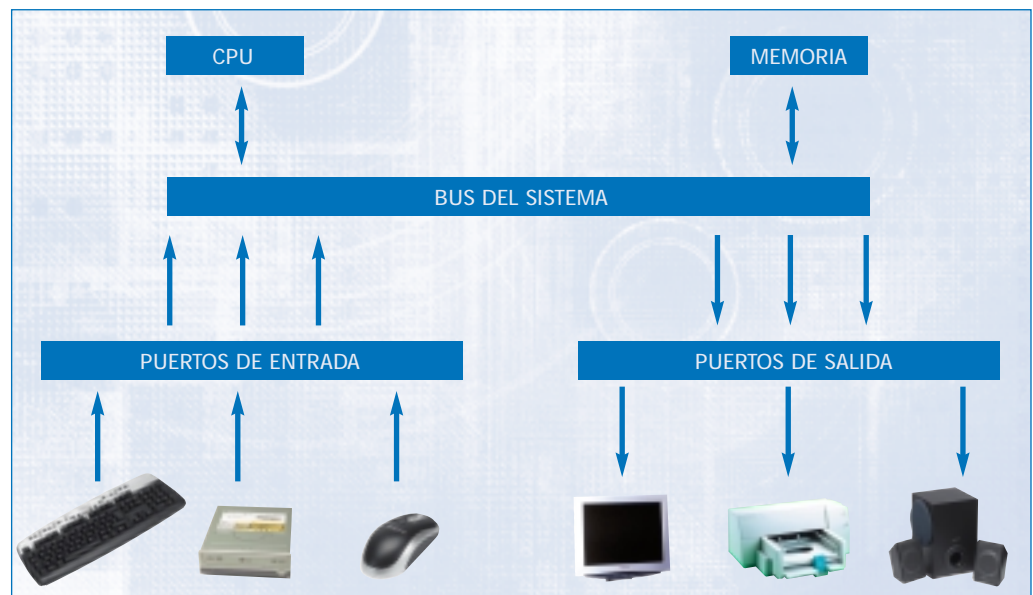 CPU
MEMORIA
BUS DEL SISTEMA
PUERTOS DE ENTRADA
PUERTOS DE SALIDA